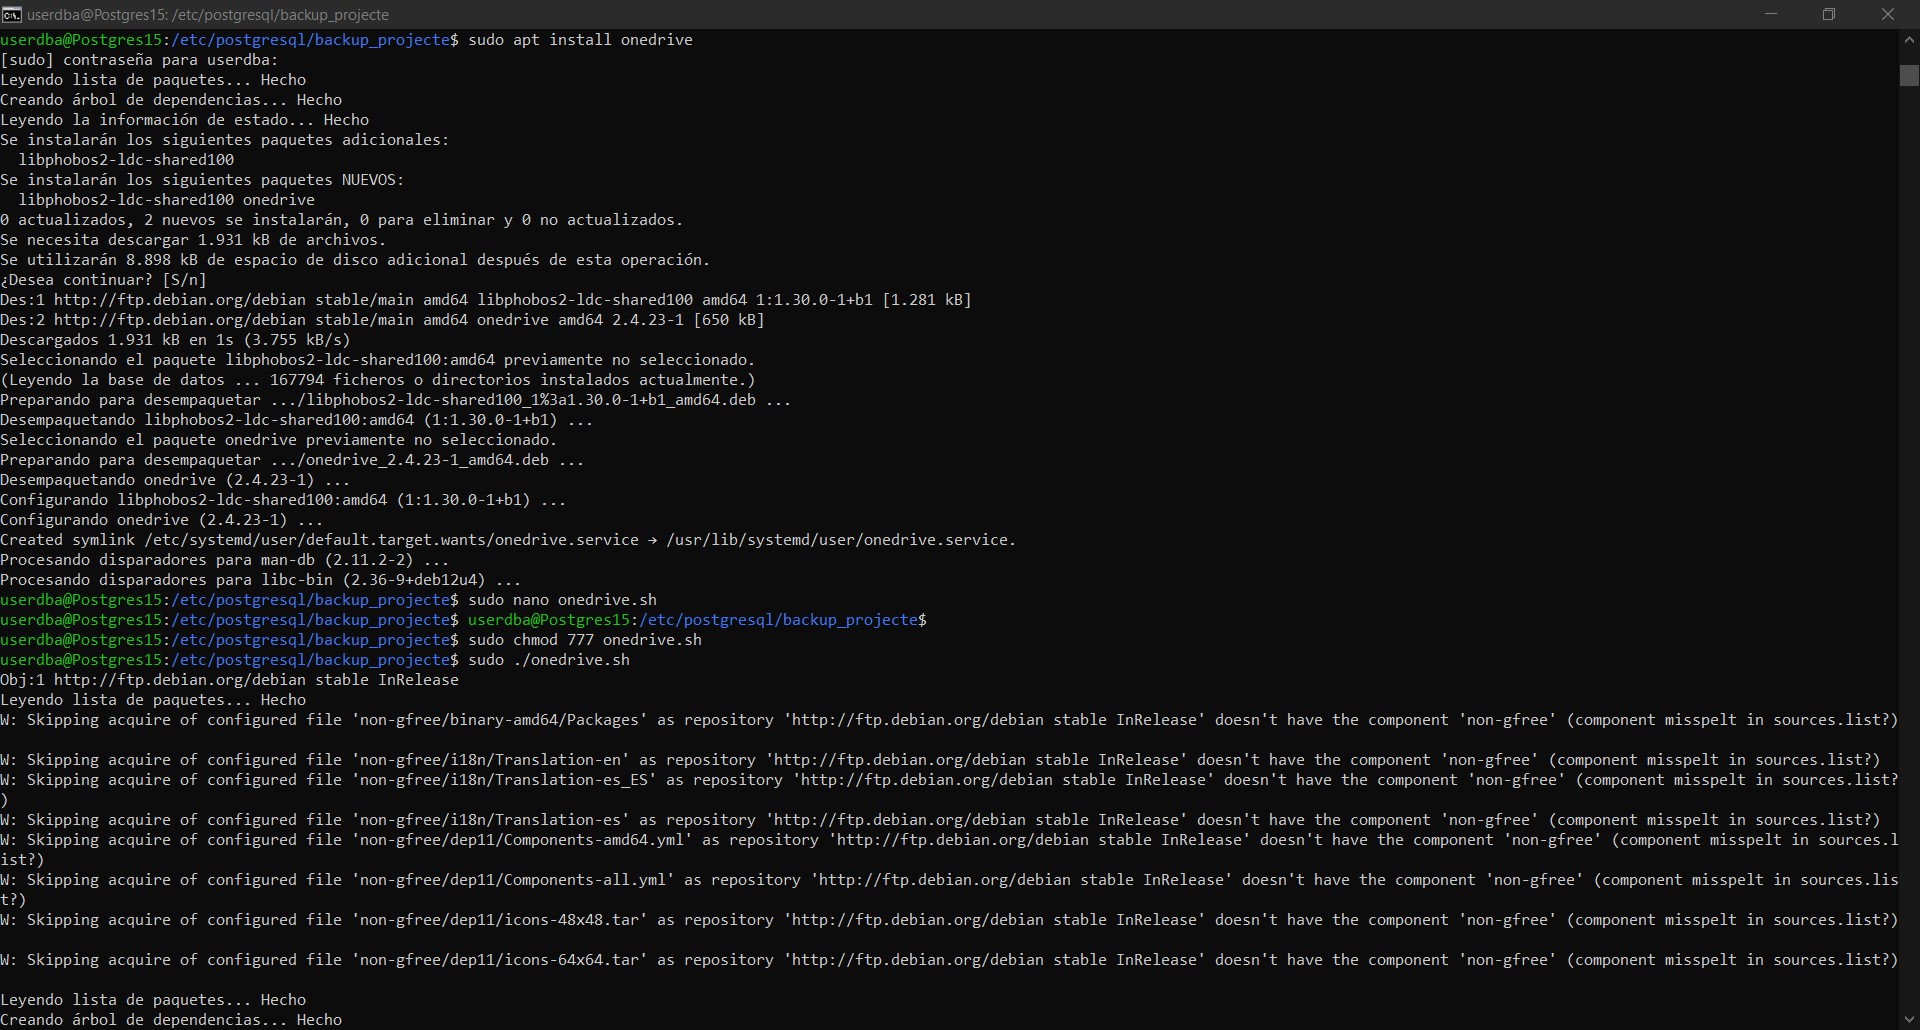 userdba@Postgres15: /etc/postgresql/backup_projecte
userdba@Postgres15:/etc/postgresql/backup_projecte$ sudo apt install onedrive
[sudo] contraseña para userdba:
Leyendo lista de paquetes... Hecho
Creando árbol de dependencias... Hecho
Leyendo la información de estado... Hecho
Se instalarán los siguientes paquetes adicionales:
  libphobos2-ldc-shared100
Se instalarán los siguientes paquetes NUEVOS:
  libphobos2-ldc-shared100 onedrive
0 actualizados, 2 nuevos se instalarán, 0 para eliminar y 0 no actualizados.
Se necesita descargar 1.931 kB de archivos.
Se utilizarán 8.898 kB de espacio de disco adicional después de esta operación.
¿Desea continuar? [S/n]
Des:1 http://ftp.debian.org/debian stable/main amd64 libphobos2-ldc-shared100 amd64 1:1.30.0-1+b1 [1.281 kB]
Des:2 http://ftp.debian.org/debian stable/main amd64 onedrive amd64 2.4.23-1 [650 kB]
Descargados 1.931 kB en 1s (3.755 kB/s)
Seleccionando el paquete libphobos2-ldc-shared100:amd64 previamente no seleccionado.
(Leyendo la base de datos ... 167794 ficheros o directorios instalados actualmente.)
Preparando para desempaquetar .../libphobos2-ldc-shared100_1%3a1.30.0-1+b1_amd64.deb ...
Desempaquetando libphobos2-ldc-shared100:amd64 (1:1.30.0-1+b1) ...
Seleccionando el paquete onedrive previamente no seleccionado.
Preparando para desempaquetar .../onedrive_2.4.23-1_amd64.deb ...
Desempaquetando onedrive (2.4.23-1) ...
Configurando libphobos2-ldc-shared100:amd64 (1:1.30.0-1+b1) ...
Configurando onedrive (2.4.23-1) ...
Created symlink /etc/systemd/user/default.target.wants/onedrive.service → /usr/lib/systemd/user/onedrive.service.
Procesando disparadores para man-db (2.11.2-2) ...
Procesando disparadores para libc-bin (2.36-9+deb12u4) ...
userdba@Postgres15:/etc/postgresql/backup_projecte$ sudo nano onedrive.sh
userdba@Postgres15:/etc/postgresql/backup_projecte$ userdba@Postgres15:/etc/postgresql/backup_projecte$
userdba@Postgres15:/etc/postgresql/backup_projecte$ sudo chmod 777 onedrive.sh
userdba@Postgres15:/etc/postgresql/backup_projecte$ sudo ./onedrive.sh
Obj:1 http://ftp.debian.org/debian stable InRelease
Leyendo lista de paquetes... Hecho
W: Skipping acquire of configured file 'non-gfree/binary-amd64/Packages' as repository 'http://ftp.debian.org/debian stable InRelease' doesn't have the component 'non-gfree' (component misspelt in sources.list?)
W: Skipping acquire of configured file 'non-gfree/i18n/Translation-en' as repository 'http://ftp.debian.org/debian stable InRelease' doesn't have the component 'non-gfree' (component misspelt in sources.list?)
W: Skipping acquire of configured file 'non-gfree/i18n/Translation-es_ES' as repository 'http://ftp.debian.org/debian stable InRelease' doesn't have the component 'non-gfree' (component misspelt in sources.list?
)
W: Skipping acquire of configured file 'non-gfree/i18n/Translation-es' as repository 'http://ftp.debian.org/debian stable InRelease' doesn't have the component 'non-gfree' (component misspelt in sources.list?)
W: Skipping acquire of configured file 'non-gfree/dep11/Components-amd64.yml' as repository 'http://ftp.debian.org/debian stable InRelease' doesn't have the component 'non-gfree' (component misspelt in sources.l
ist?)
W: Skipping acquire of configured file 'non-gfree/dep11/Components-all.yml' as repository 'http://ftp.debian.org/debian stable InRelease' doesn't have the component 'non-gfree' (component misspelt in sources.lis
t?)
W: Skipping acquire of configured file 'non-gfree/dep11/icons-48x48.tar' as repository 'http://ftp.debian.org/debian stable InRelease' doesn't have the component 'non-gfree' (component misspelt in sources.list?)
W: Skipping acquire of configured file 'non-gfree/dep11/icons-64x64.tar' as repository 'http://ftp.debian.org/debian stable InRelease' doesn't have the component 'non-gfree' (component misspelt in sources.list?)
Leyendo lista de paquetes... Hecho
Creando árbol de dependencias... Hecho